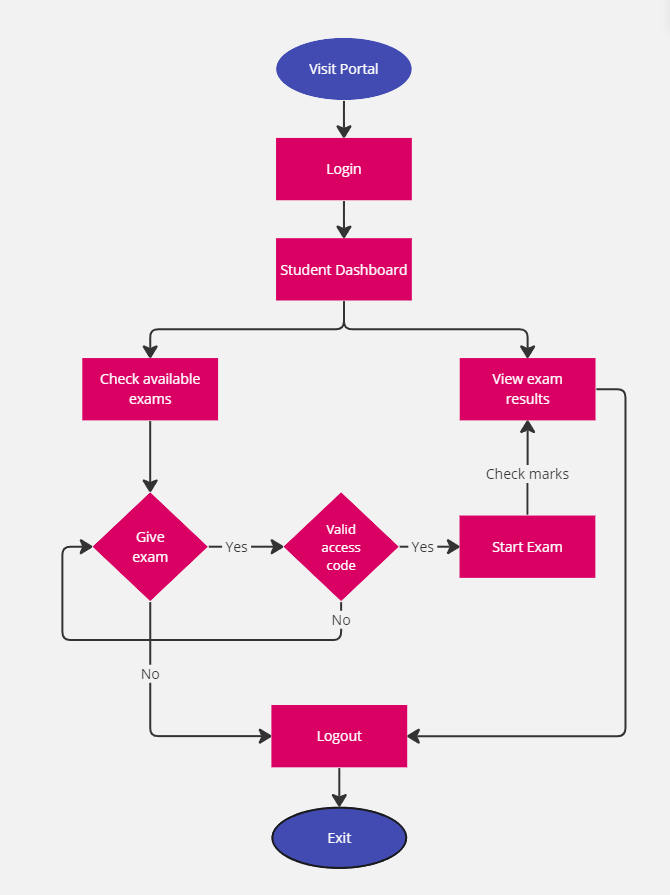 Visit Portal
Login
Student Dashboard
Check available
exams
View exam
results
Check marks
Give
exam
Yes
Valid
access
code
Yes
Start Exam
No
No
Logout
Exit